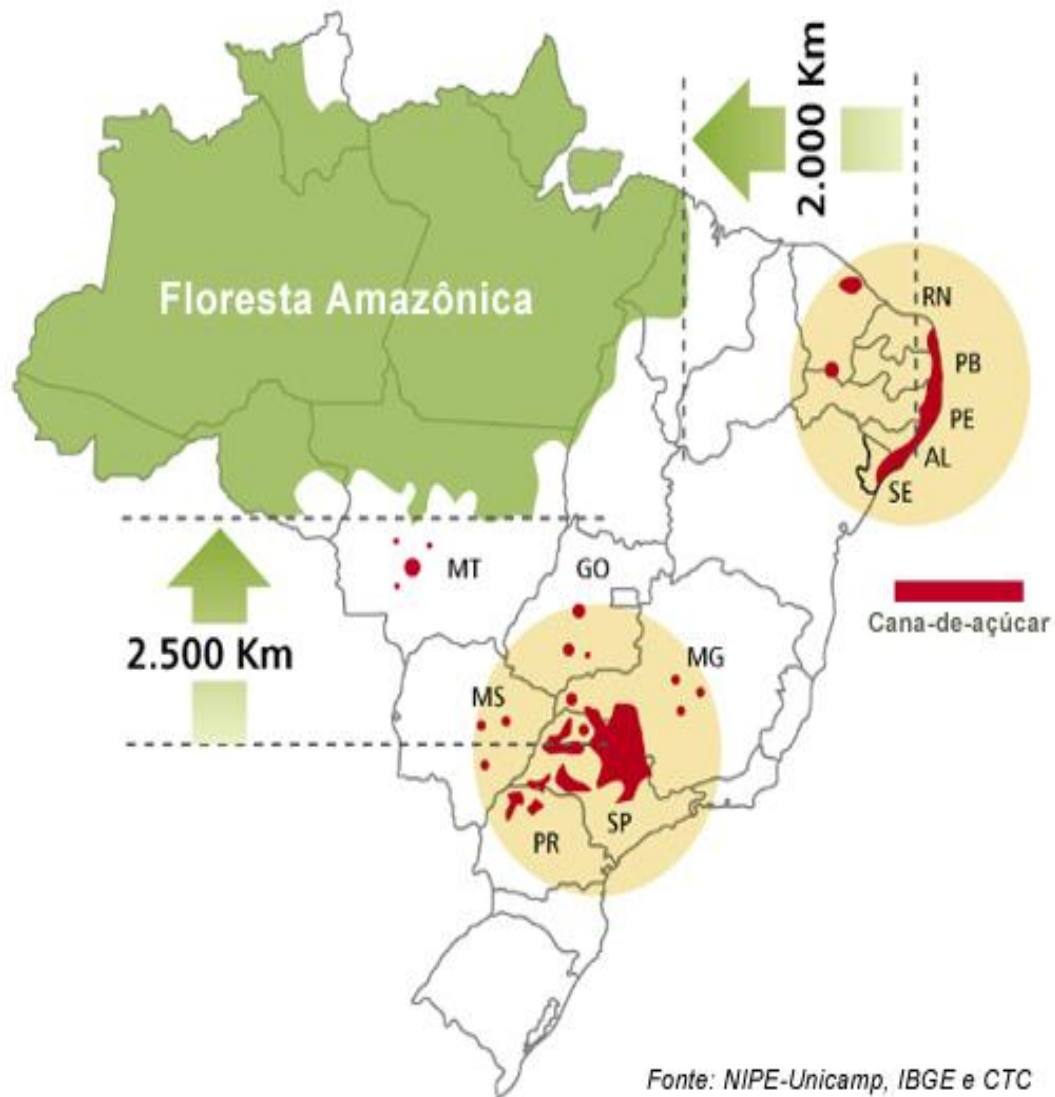 2.000 Km
Floresta Amazônica
RN
PB
PE
AL
SE
MT
GO
Cana-de-açúcar
2.500 Km
MS
MG
SP
PR
Fonte: NIPE-Unicamp, IBGE e CTC